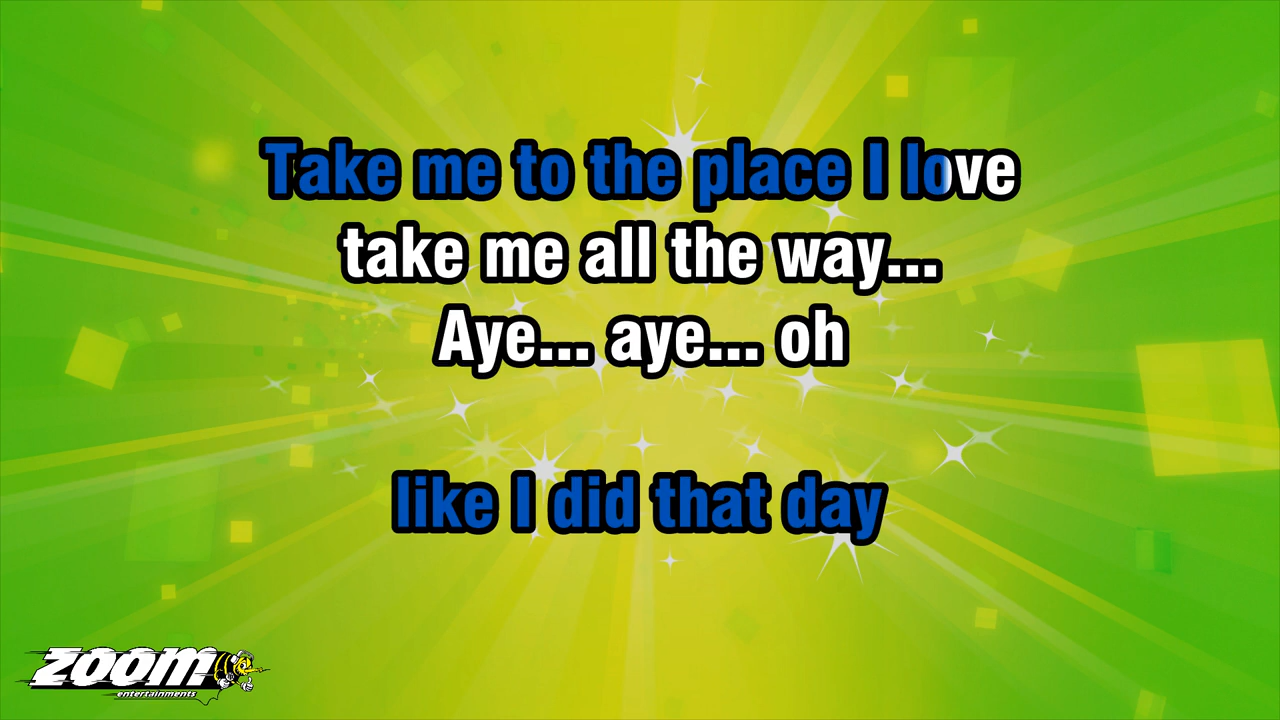 Take me to the place I love
take me all the way...
Aye... aye... oh
like I did that day
ZOOM
entertainments